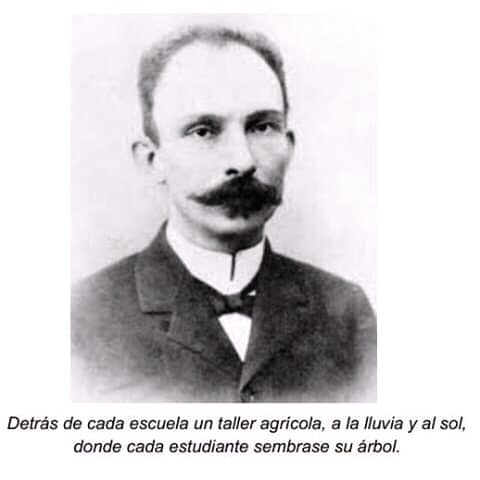 Detrás de cada escuela un taller agrícola, a la lluvia y al sol,
donde cada estudiante sembrase su árbol.